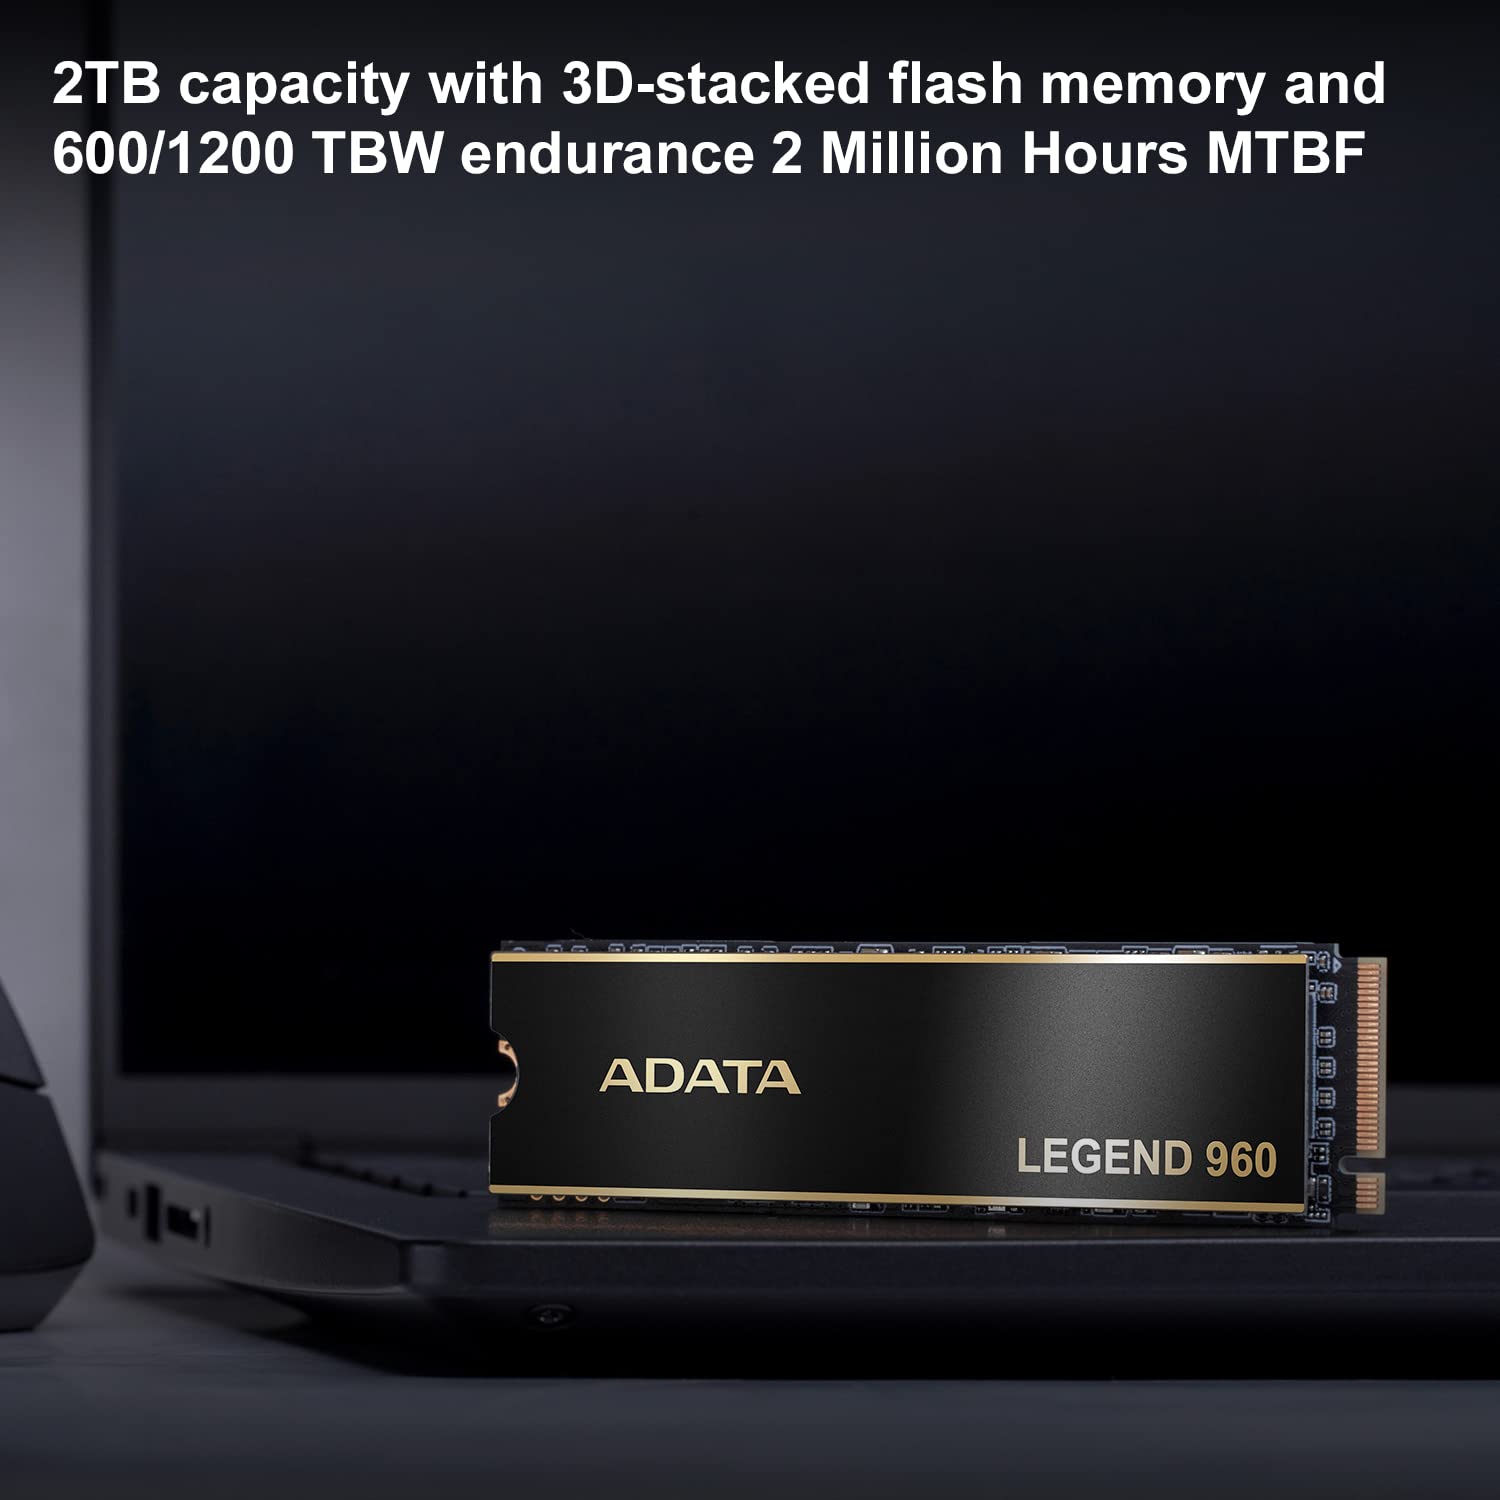 2TB capacity with 3D-stacked flash memory and
600/1200 TBW endurance 2 Million Hours MTBF
ADATA
LEGEND 960